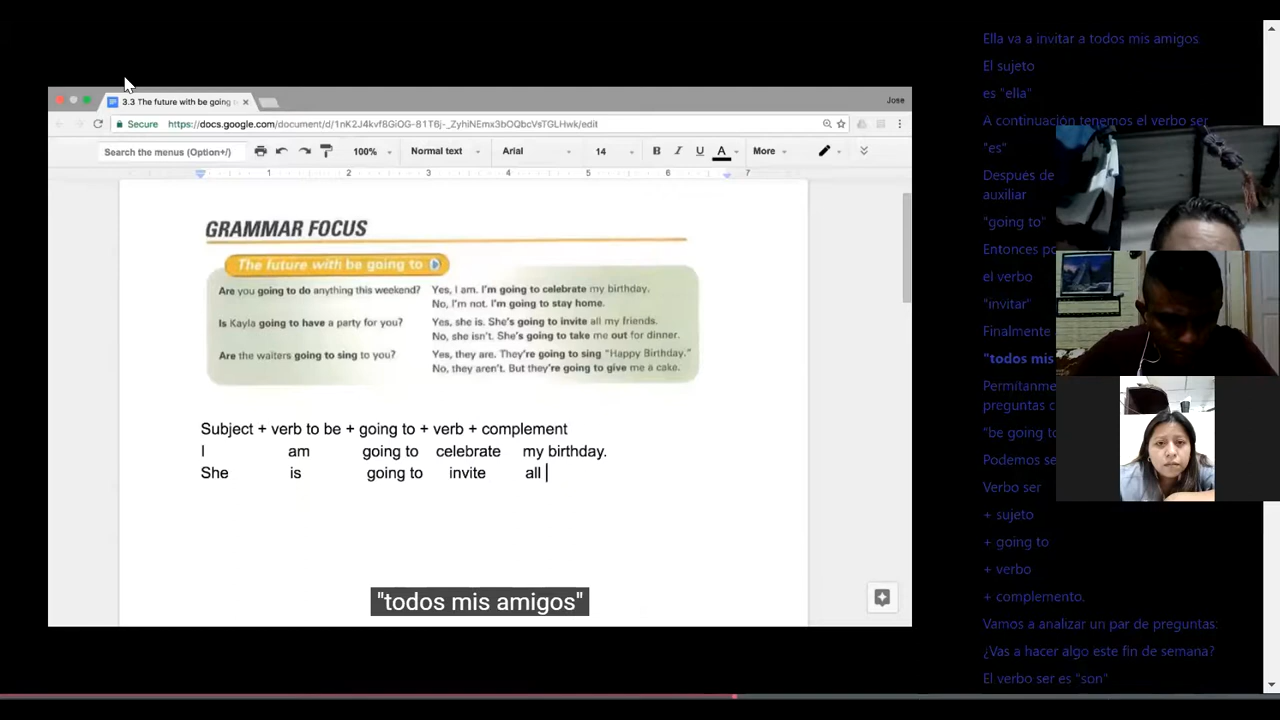 3.3 The future with be going to
Jose
Secure
https://docs.google.com/document/d/1nK2J4kvf8GiOG-81T6j-_ZyhiNEmx3bOQbcVsTGLHwk/edit
Search the menus (Option+/)
100%
Normal text
Arial
14
B I U A
More
1 2 3 4 5 6 7
GRAMMAR FOCUS
The future with be going to
Are you going to do anything this weekend?
Yes, I am. I'm going to celebrate my birthday.
No, I'm not. I'm going to stay home.
Is Kayla going to have a party for you?
Yes, she is. She's going to invite all my friends.
No, she isn't. She's going to take me out for dinner.
Are the waiters going to sing to you?
Yes, they are. They're going to sing "Happy Birthday."
No, they aren't. But they're going to give me a cake.
Subject + verb to be + going to + verb + complement
I am going to celebrate my birthday.
She is going to invite all
"todos mis amigos"
Ella va a invitar a todos mis amigos.
El sujeto
es "ella"
A continuación tenemos el verbo ser
"es"
Después de
auxiliar
"going to"
Entonces
el verbo
"invitar"
Finalmente
"todos mis
Permítanme
preguntas
"be going to
Podemos
Verbo ser
+ sujeto
+ going to
+ verbo
+ complemento.
Vamos a analizar un par de preguntas:
¿Vas a hacer algo este fin de semana?
El verbo ser es "son"